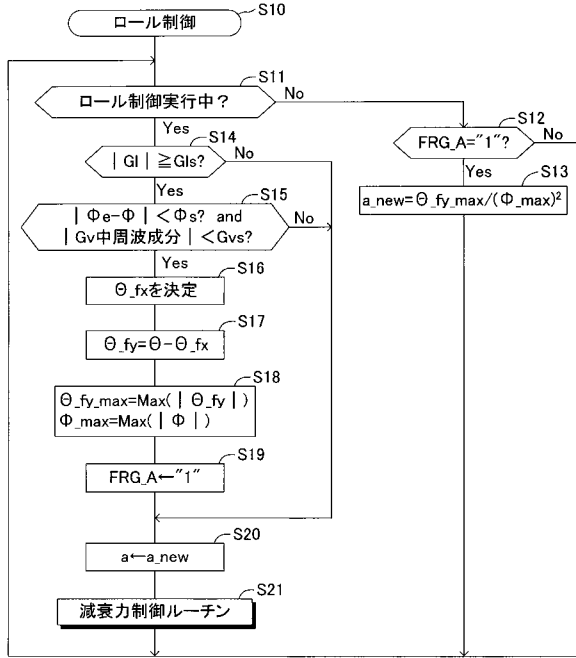 ロール制御
S10
ロール制御実行中？
S11
No
Yes
FRG_A="1"?
S12
No
Yes
a_new=Θ_fy_max/(Φ_max)²
S13
| Gl | ≧Gls?
S14
No
Yes
| Φe-Φ | <Φs? and
| Gv中周波成分 | <Gvs?
S15
No
Yes
Θ_fxを決定
S16
Θ_fy=Θ-Θ_fx
S17
Θ_fy_max=Max( | Θ_fy | )
Φ_max=Max( | Φ | )
S18
FRG_A←"1"
S19
a←a_new
S20
減衰力制御ルーチン
S21